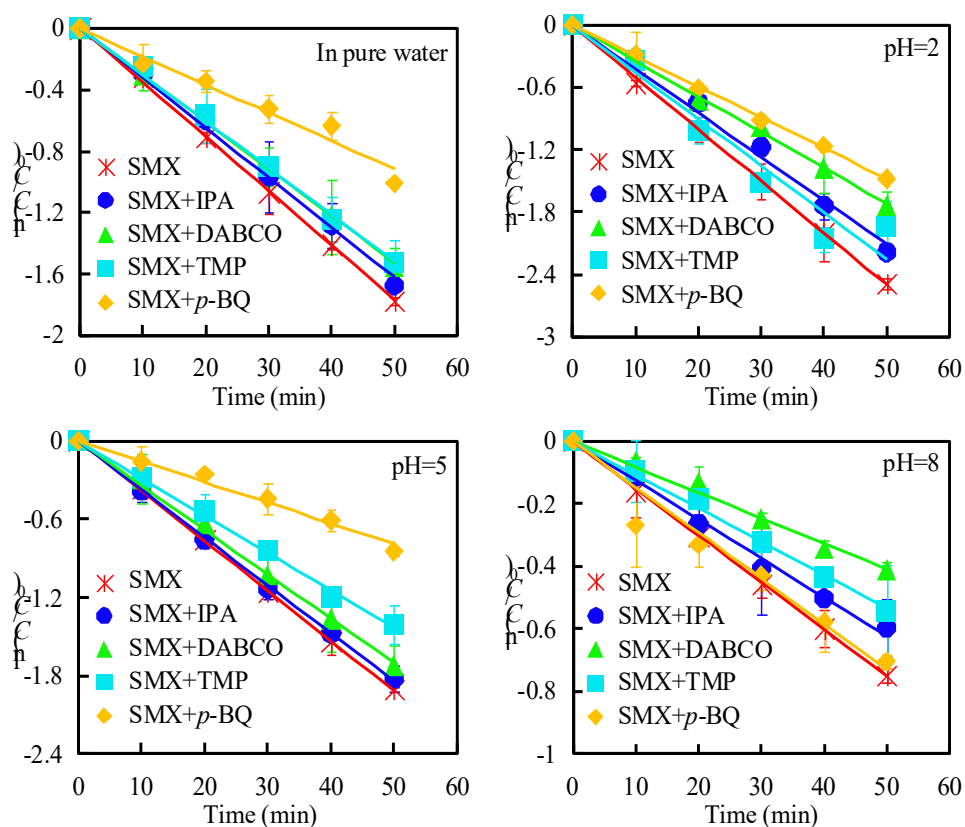 In pure water
0
-0.4
-0.8
-1.2
-1.6
-2
SMX
SMX+IPA
SMX+DABCO
SMX+TMP
SMX+p-BQ
0 10 20 30 40 50 60
Time (min)
pH=2
0
-0.6
-1.2
-1.8
-2.4
-3
SMX
SMX+IPA
SMX+DABCO
SMX+TMP
SMX+p-BQ
0 10 20 30 40 50 60
Time (min)
pH=5
0
-0.6
-1.2
-1.8
-2.4
SMX
SMX+IPA
SMX+DABCO
SMX+TMP
SMX+p-BQ
0 10 20 30 40 50 60
Time (min)
pH=8
0
-0.2
-0.4
-0.6
-0.8
-1
SMX
SMX+IPA
SMX+DABCO
SMX+TMP
SMX+p-BQ
0 10 20 30 40 50 60
Time (min)